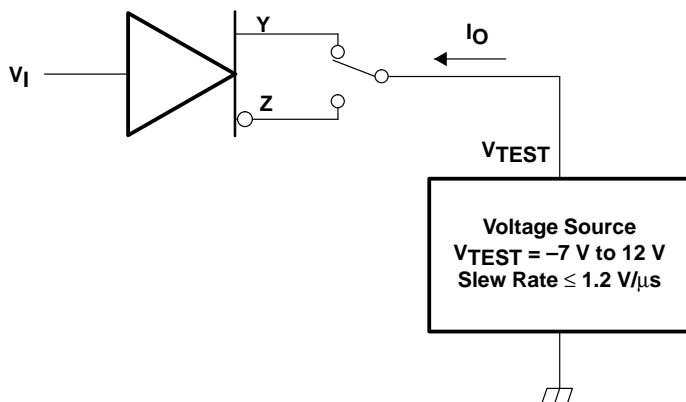 Y
I_O
V_I
Z
V_TEST
Voltage Source
V_TEST = –7 V to 12 V
Slew Rate ≤ 1.2 V/μs